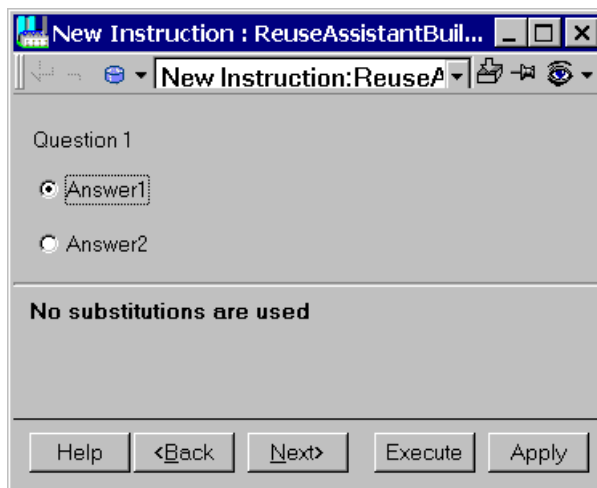 New Instruction : ReuseAssistantBuil...
New Instruction:ReuseA
Question 1
Answer1
Answer2
No substitutions are used
Help <Back Next> Execute Apply